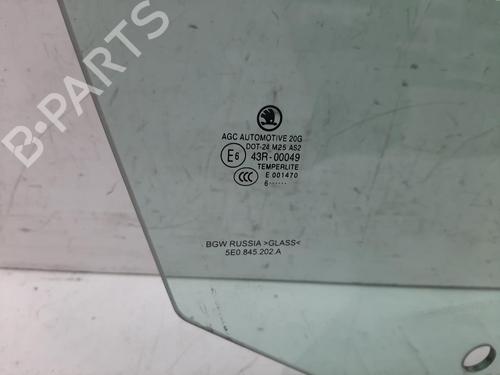 B-PARTS
AGC AUTOMOTIVE 20G
DOT-24 M25 AS2
E6 43R-00049
TEMPERLITE
CCC E 001470
6······
BGW RUSSIA >GLASS<
5E0 845 202 A